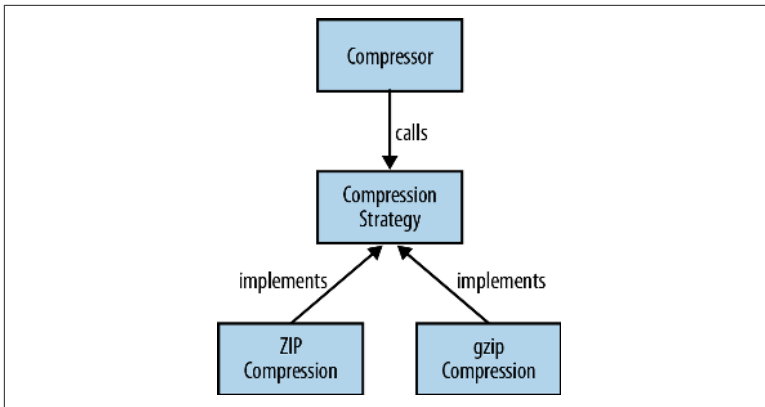 Compressor
calls
Compression
Strategy
implements
implements
ZIP
Compression
gzip
Compression